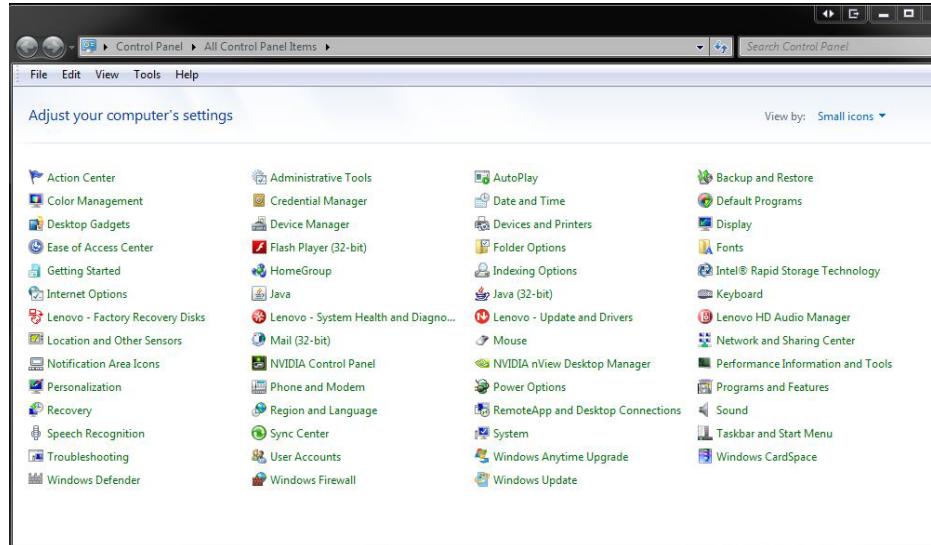 Control Panel All Control Panel Items Search Control Panel
File Edit View Tools Help
Adjust your computer's settings View by: Small icons
Action Center Administrative Tools AutoPlay Backup and Restore
Color Management Credential Manager Date and Time Default Programs
Desktop Gadgets Device Manager Devices and Printers Display
Ease of Access Center Flash Player (32-bit) Folder Options Fonts
Getting Started HomeGroup Indexing Options Intel® Rapid Storage Technology
Internet Options Java Java (32-bit) Keyboard
Lenovo - Factory Recovery Disks Lenovo - System Health and Diagno... Lenovo - Update and Drivers Lenovo HD Audio Manager
Location and Other Sensors Mail (32-bit) Mouse Network and Sharing Center
Notification Area Icons NVIDIA Control Panel NVIDIA nView Desktop Manager Performance Information and Tools
Personalization Phone and Modem Power Options Programs and Features
Recovery Region and Language RemoteApp and Desktop Connections Sound
Speech Recognition Sync Center System Taskbar and Start Menu
Troubleshooting User Accounts Windows Anytime Upgrade Windows CardSpace
Windows Defender Windows Firewall Windows Update